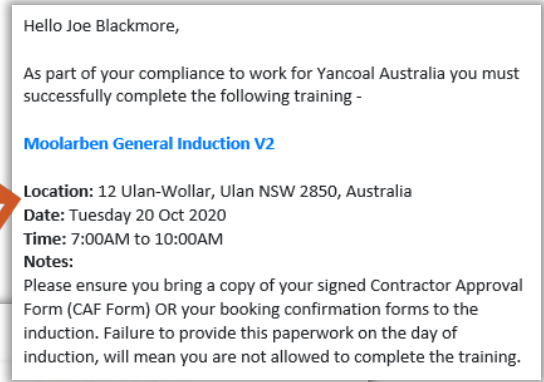 Hello Joe Blackmore,
As part of your compliance to work for Yancoal Australia you must
successfully complete the following training -
Moolarben General Induction V2
Location: 12 Ulan-Wollar, Ulan NSW 2850, Australia
Date: Tuesday 20 Oct 2020
Time: 7:00AM to 10:00AM
Notes:
Please ensure you bring a copy of your signed Contractor Approval
Form (CAF Form) OR your booking confirmation forms to the
induction. Failure to provide this paperwork on the day of
induction, will mean you are not allowed to complete the training.